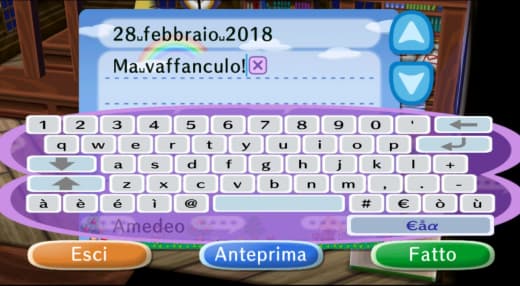 28 febbraio 2018
Ma vaffanculo!
1 2 3 4 5 6 7 8 9 0 '
q w e r t y u i o p
a s d f g h j k l +
z x c v b n m , . -
à è é ì @ # € ò ù
€åα
Amedeo
Esci Anteprima Fatto